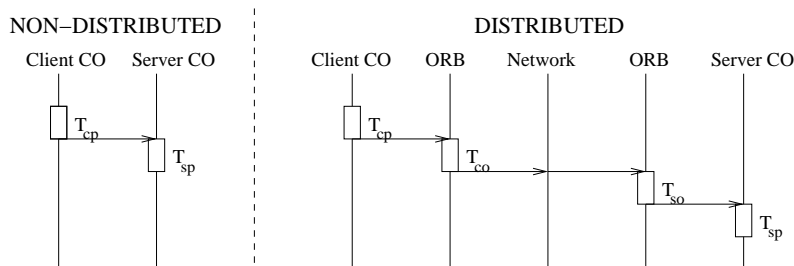 NON−DISTRIBUTED
DISTRIBUTED
Client CO Server CO
Client CO ORB Network ORB Server CO
T_cp
T_sp
T_cp
T_co
T_so
T_sp